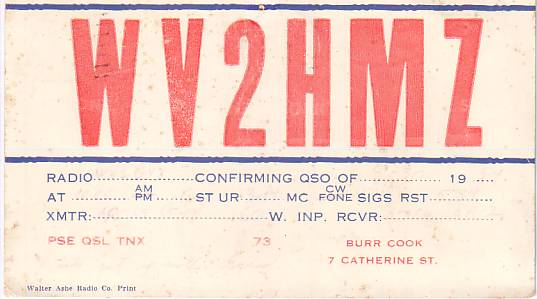 WV2HMZ
RADIO CONFIRMING QSO OF 19
AT AM PM ST UR MC CW FONE SIGS RST
XMTR: W. INP. RCVR:
PSE QSL TNX 73 BURR COOK
7 CATHERINE ST.
Walter Ashe Radio Co. Print